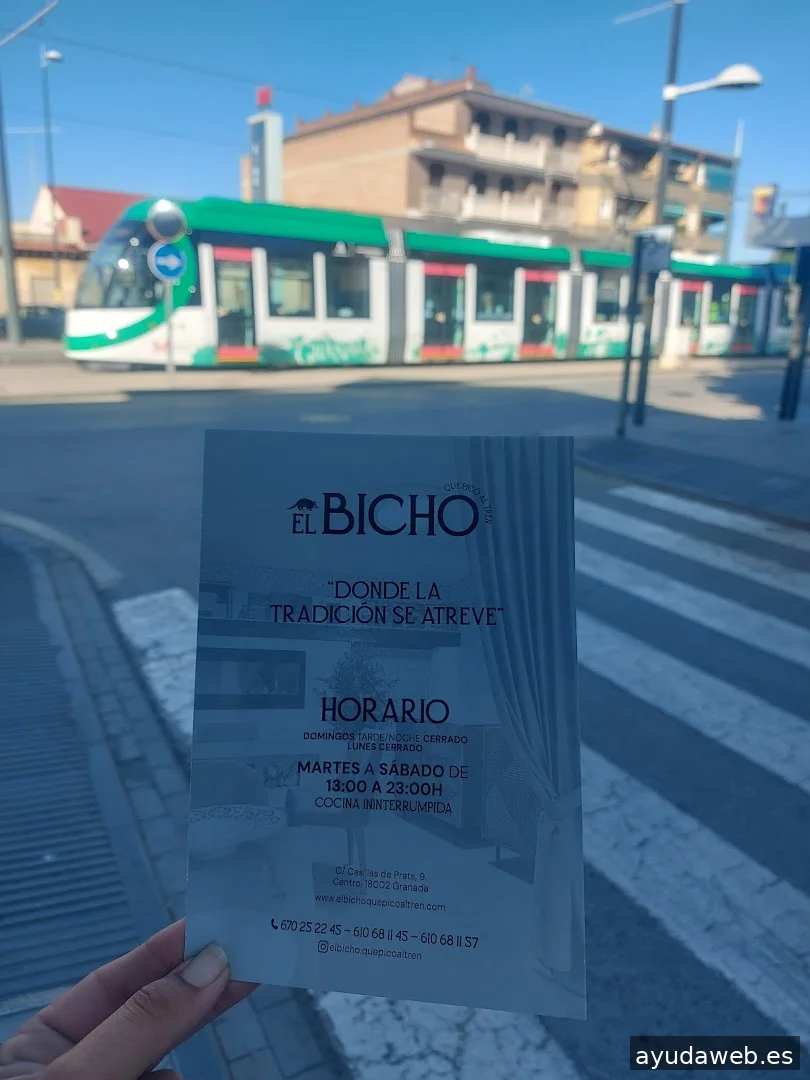 EL BICHO
QUE PICÓ AL TREN
“DONDE LA
TRADICIÓN SE ATREVE”
HORARIO
DOMINGOS TARDE/NOCHE CERRADO
LUNES CERRADO
MARTES A SÁBADO DE
13:00 A 23:00H
COCINA ININTERRUMPIDA
C/ Casillas de Prats, 9.
Centro, 18002 Granada
www.elbichoquepicoaltren.com
670 25 22 45 – 610 68 11 45 – 610 68 11 57
elbicho.quepicoaltren
ayudaweb.es